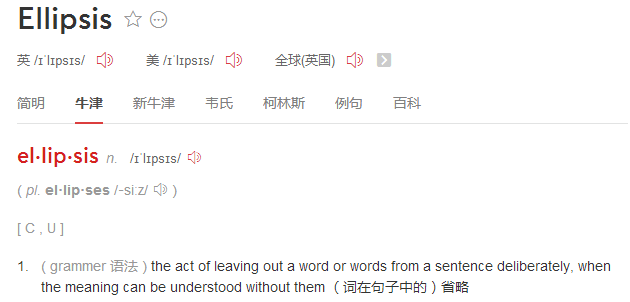 Ellipsis
英 /ɪˈlɪpsɪs/ 美 /ɪˈlɪpsɪs/ 全球(英国)
简明 牛津 新牛津 韦氏 柯林斯 例句 百科
el·lip·sis n. /ɪˈlɪpsɪs/
( pl. el·lip·ses /-siːz/ )
[ C , U ]
1. ( grammer 语法 ) the act of leaving out a word or words from a sentence deliberately, when
the meaning can be understood without them （词在句子中的）省略